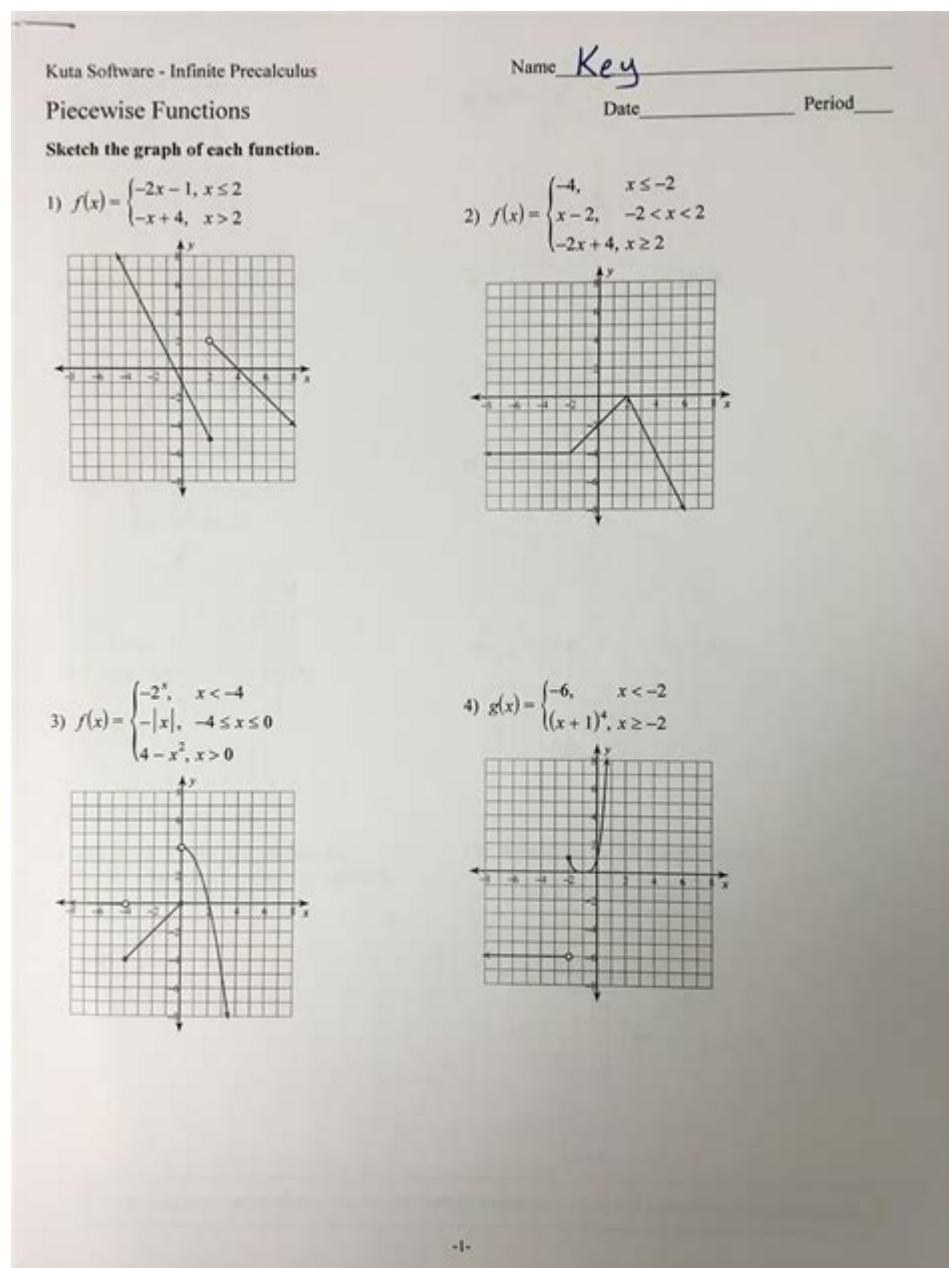 Kuta Software - Infinite Precalculus
Name Key
Piecewise Functions
Date Period
Sketch the graph of each function.
1) f(x) = {−2x − 1, x ≤ 2
−x + 4, x > 2
2) f(x) = {−4, x ≤ −2
x − 2, −2 < x < 2
−2x + 4, x ≥ 2
3) f(x) = {−2ˣ, x < −4
−|x|, −4 ≤ x ≤ 0
4 − x², x > 0
4) g(x) = {−6, x < −2
(x + 1)⁴, x ≥ −2
-1-